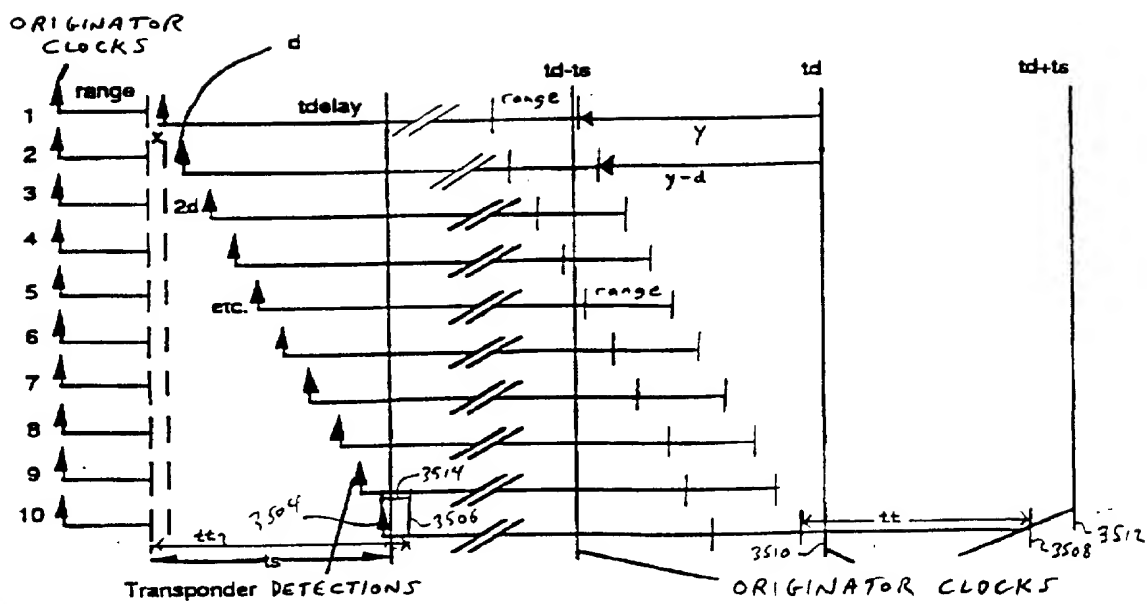 ORIGINATOR
CLOCKS
d
td-ts
td
td+ts
range
tdelay
range
1
x
y
2
y-d
3
2d
4
5
etc.
range
6
7
8
9
3514
3504
3506
10
tt
tt2
3512
3508
3510
ts
Transponder DETECTIONS
ORIGINATOR CLOCKS